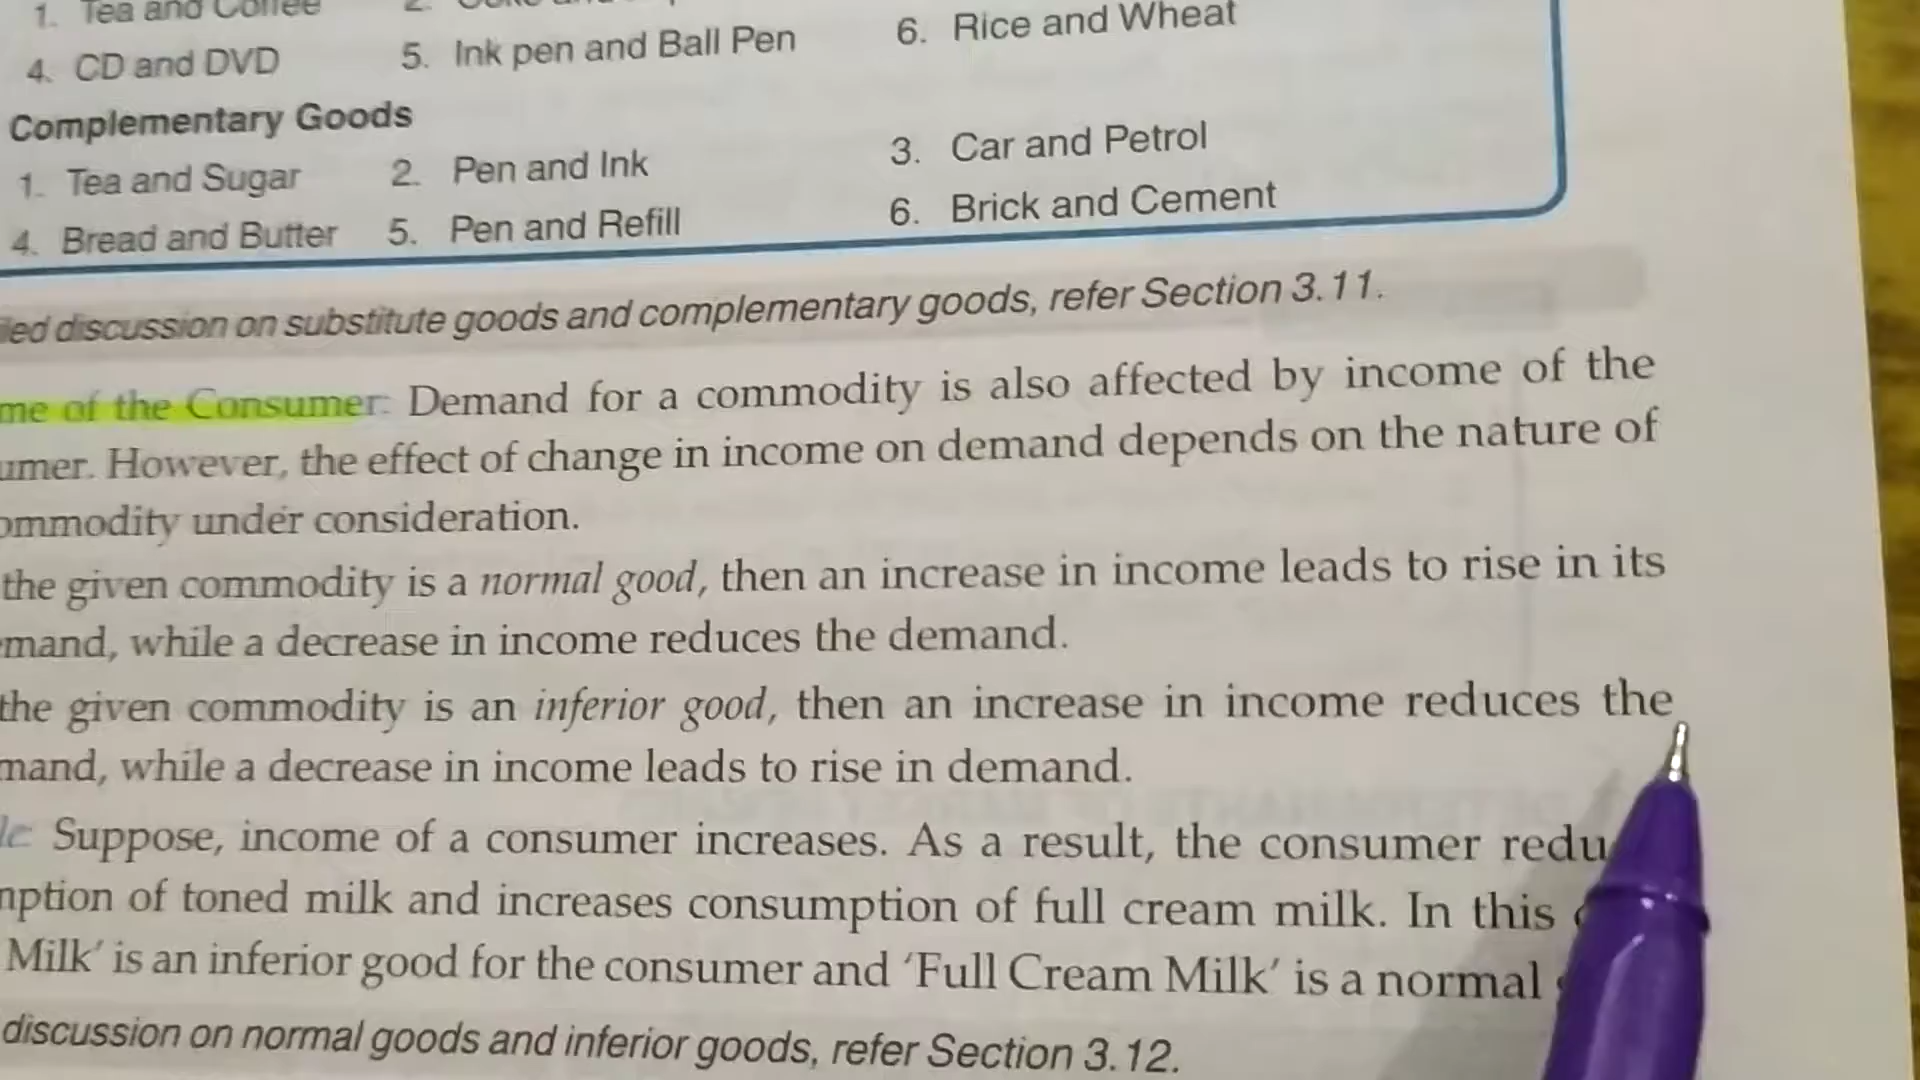 1. Tea and Coffee 2.
4. CD and DVD 5. Ink pen and Ball Pen 6. Rice and Wheat
Complementary Goods
1. Tea and Sugar 2. Pen and Ink 3. Car and Petrol
4. Bread and Butter 5. Pen and Refill 6. Brick and Cement
discussion on substitute goods and complementary goods, refer Section 3.11.
of the Consumer: Demand for a commodity is also affected by income of the
However, the effect of change in income on demand depends on the nature of
under consideration.
the given commodity is a normal good, then an increase in income leads to rise in its
while a decrease in income reduces the demand.
the given commodity is an inferior good, then an increase in income reduces the
while a decrease in income leads to rise in demand.
Suppose, income of a consumer increases. As a result, the consumer
of toned milk and increases consumption of full cream milk. In this
Milk' is an inferior good for the consumer and 'Full Cream Milk' is a normal
discussion on normal goods and inferior goods, refer Section 3.12.